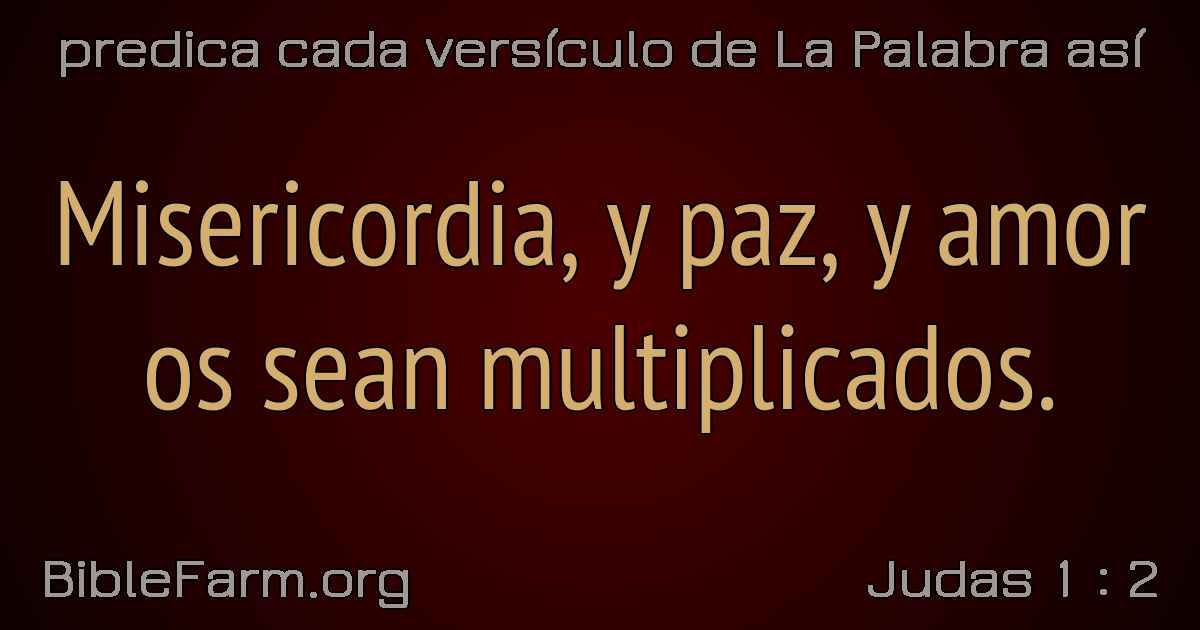 predica cada versículo de La Palabra así
Misericordia, y paz, y amor
os sean multiplicados.
BibleFarm.org
Judas 1 : 2